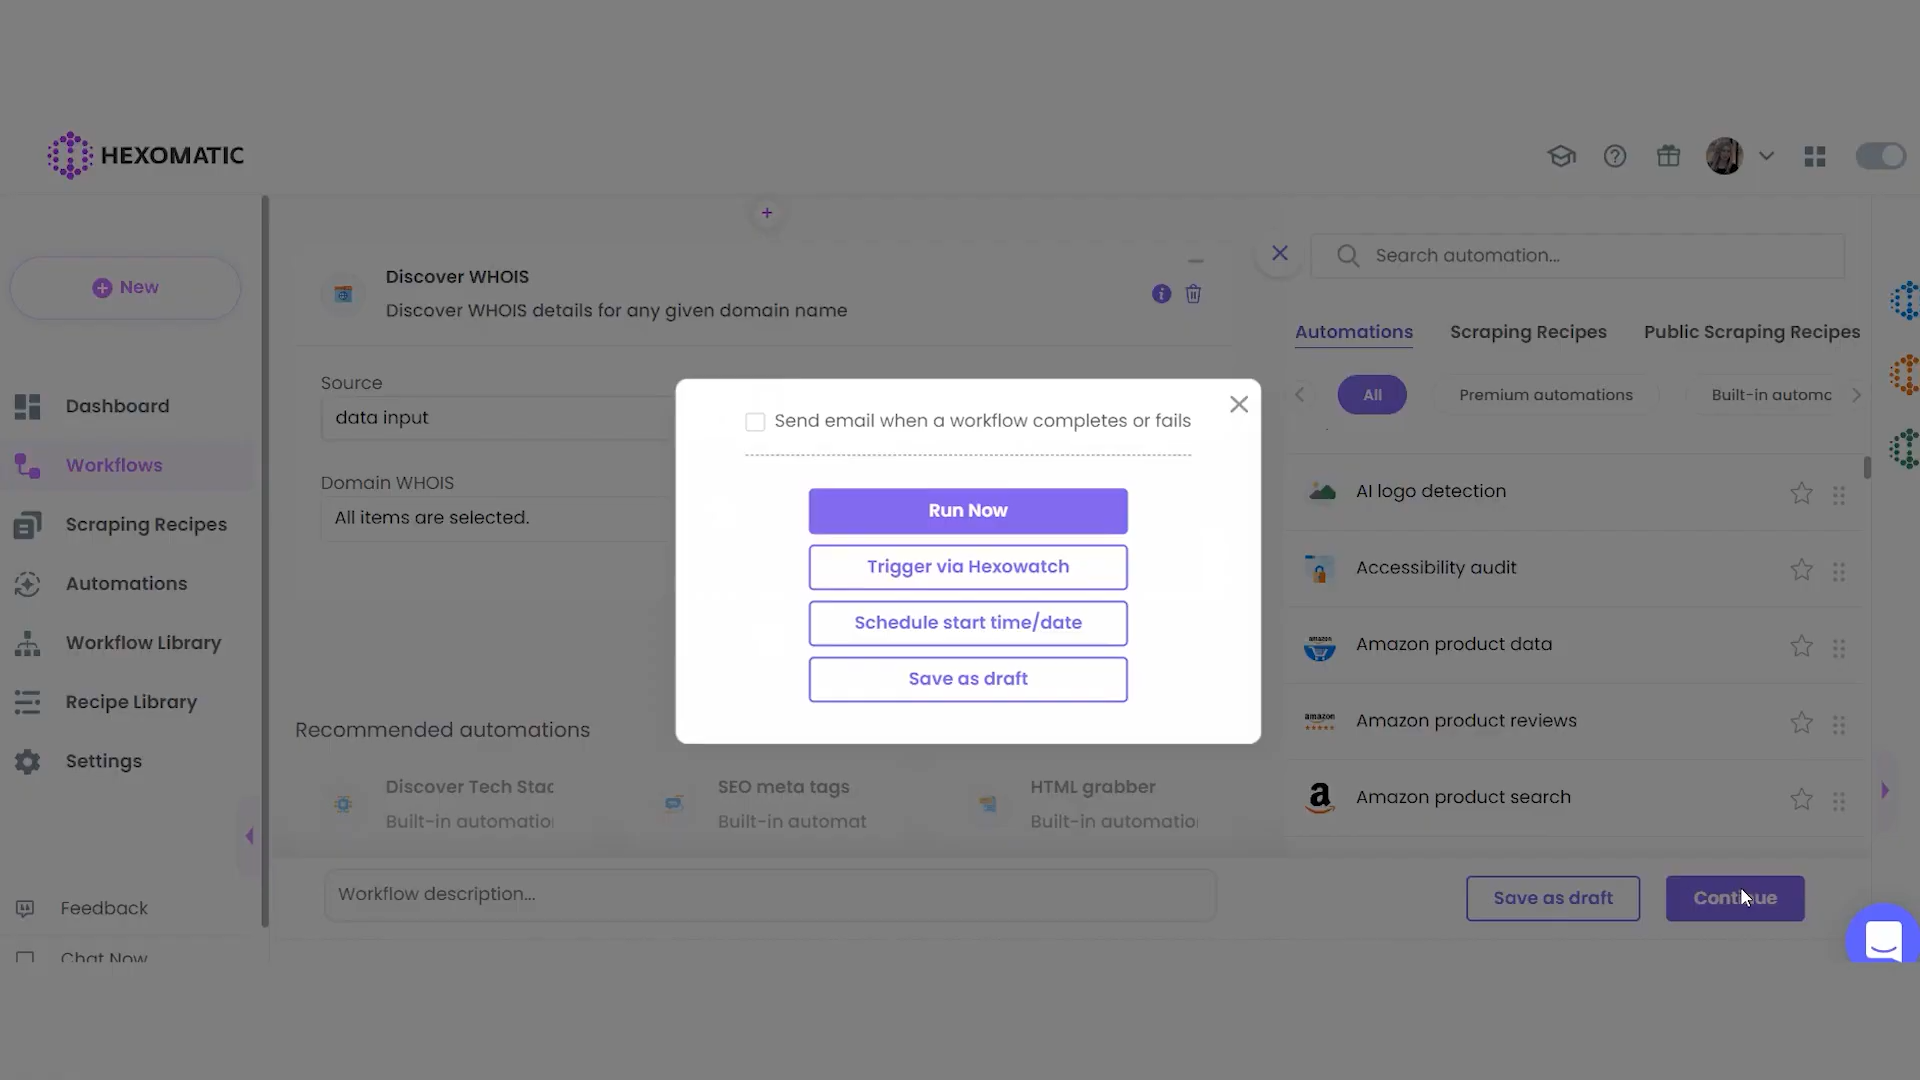 HEXOMATIC
New
Dashboard
Workflows
Scraping Recipes
Automations
Workflow Library
Recipe Library
Settings
Feedback
Chat Now
+
Discover WHOIS
Discover WHOIS details for any given domain name
Source
data input
Domain WHOIS
All items are selected.
Recommended automations
Discover Tech Stac
Built-in automation
SEO meta tags
Built-in automat
HTML grabber
Built-in automation
Workflow description...
Save as draft
Continue
Send email when a workflow completes or fails
Run Now
Trigger via Hexowatch
Schedule start time/date
Save as draft
Search automation...
Automations
Scraping Recipes
Public Scraping Recipes
All
Premium automations
Built-in automc
AI logo detection
Accessibility audit
amazon
Amazon product data
amazon
Amazon product reviews
a
Amazon product search